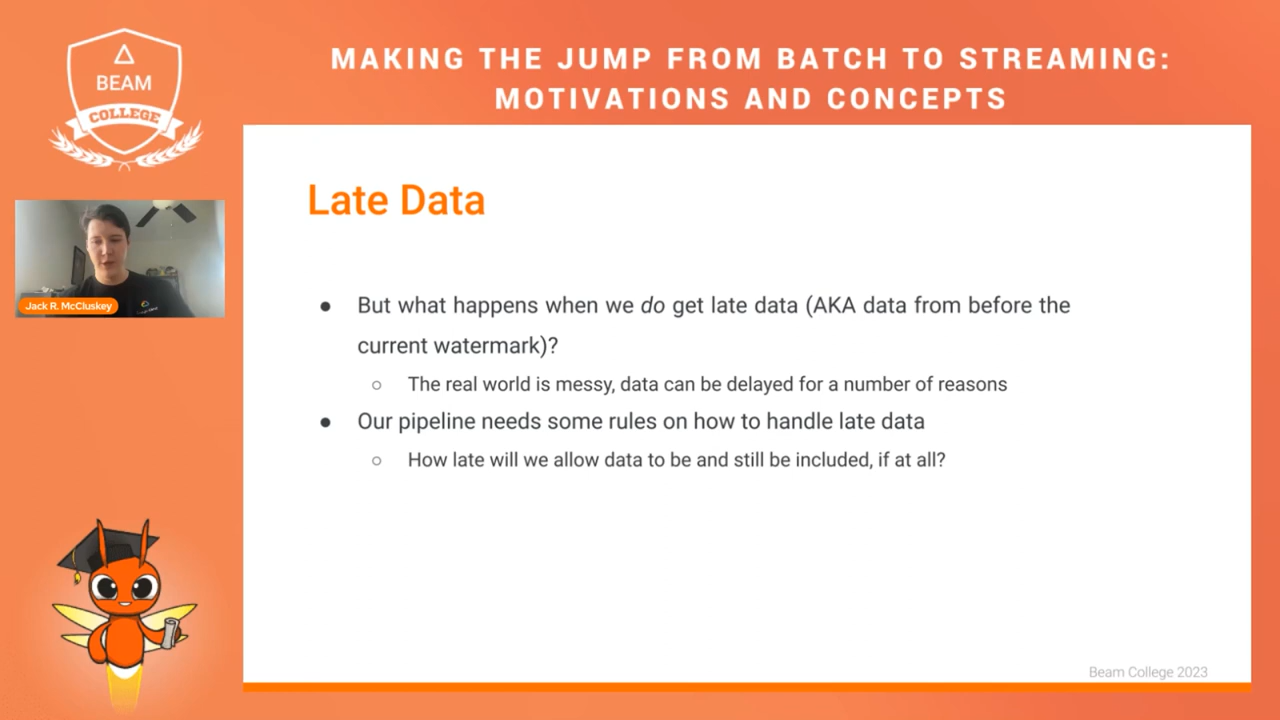 BEAM
COLLEGE
MAKING THE JUMP FROM BATCH TO STREAMING:
MOTIVATIONS AND CONCEPTS
Jack R. McCluskey
Late Data
● But what happens when we do get late data (AKA data from before the
current watermark)?
○ The real world is messy, data can be delayed for a number of reasons
● Our pipeline needs some rules on how to handle late data
○ How late will we allow data to be and still be included, if at all?
Beam College 2023